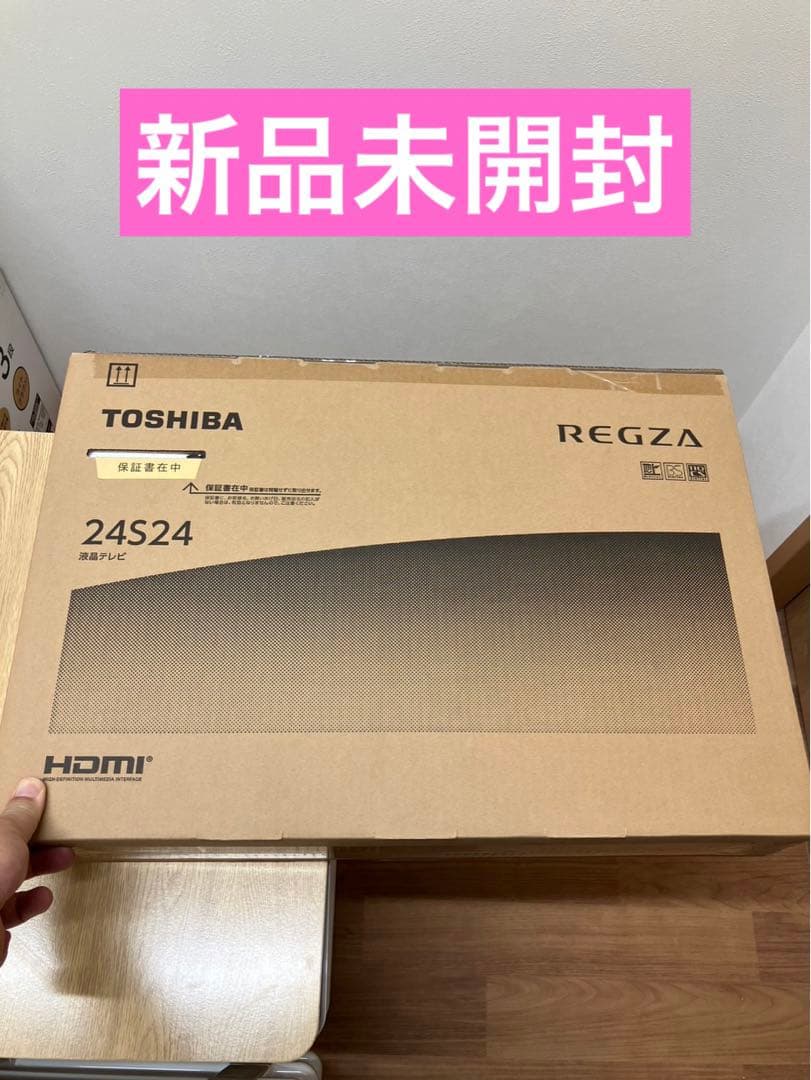 新品未開封
TOSHIBA
REGZA
保証書在中
保証書在中
24S24
液晶テレビ
HDMI®
HIGH-DEFINITION MULTIMEDIA INTERFACE
3